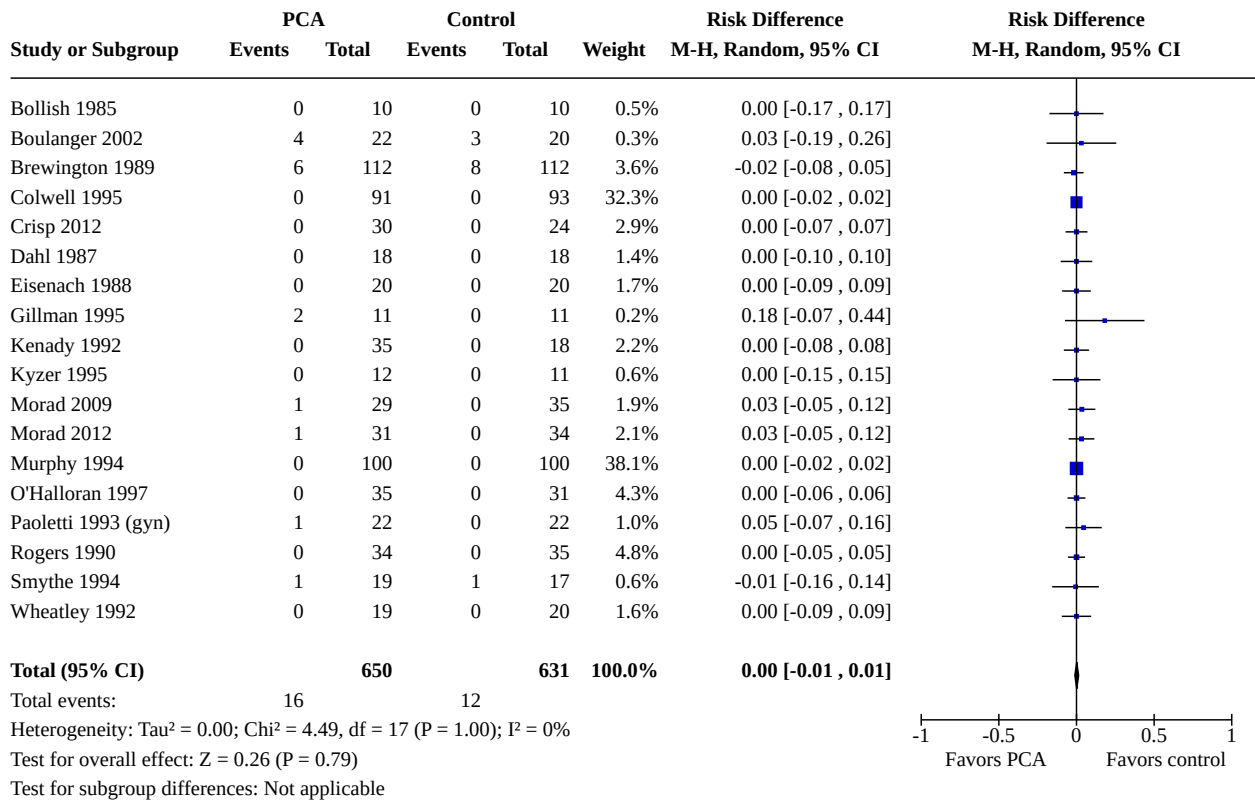 PCA Control Risk Difference Risk Difference
Study or Subgroup Events Total Events Total Weight M-H, Random, 95% CI M-H, Random, 95% CI
Bollish 1985 0 10 0 10 0.5% 0.00 [-0.17 , 0.17]
Boulanger 2002 4 22 3 20 0.3% 0.03 [-0.19 , 0.26]
Brewington 1989 6 112 8 112 3.6% -0.02 [-0.08 , 0.05]
Colwell 1995 0 91 0 93 32.3% 0.00 [-0.02 , 0.02]
Crisp 2012 0 30 0 24 2.9% 0.00 [-0.07 , 0.07]
Dahl 1987 0 18 0 18 1.4% 0.00 [-0.10 , 0.10]
Eisenach 1988 0 20 0 20 1.7% 0.00 [-0.09 , 0.09]
Gillman 1995 2 11 0 11 0.2% 0.18 [-0.07 , 0.44]
Kenady 1992 0 35 0 18 2.2% 0.00 [-0.08 , 0.08]
Kyzer 1995 0 12 0 11 0.6% 0.00 [-0.15 , 0.15]
Morad 2009 1 29 0 35 1.9% 0.03 [-0.05 , 0.12]
Morad 2012 1 31 0 34 2.1% 0.03 [-0.05 , 0.12]
Murphy 1994 0 100 0 100 38.1% 0.00 [-0.02 , 0.02]
O'Halloran 1997 0 35 0 31 4.3% 0.00 [-0.06 , 0.06]
Paoletti 1993 (gyn) 1 22 0 22 1.0% 0.05 [-0.07 , 0.16]
Rogers 1990 0 34 0 35 4.8% 0.00 [-0.05 , 0.05]
Smythe 1994 1 19 1 17 0.6% -0.01 [-0.16 , 0.14]
Wheatley 1992 0 19 0 20 1.6% 0.00 [-0.09 , 0.09]
Total (95% CI) 650 631 100.0% 0.00 [-0.01 , 0.01]
Total events: 16 12
Heterogeneity: Tau² = 0.00; Chi² = 4.49, df = 17 (P = 1.00); I² = 0%
Test for overall effect: Z = 0.26 (P = 0.79)
Test for subgroup differences: Not applicable
-1 -0.5 0 0.5 1
Favors PCA Favors control